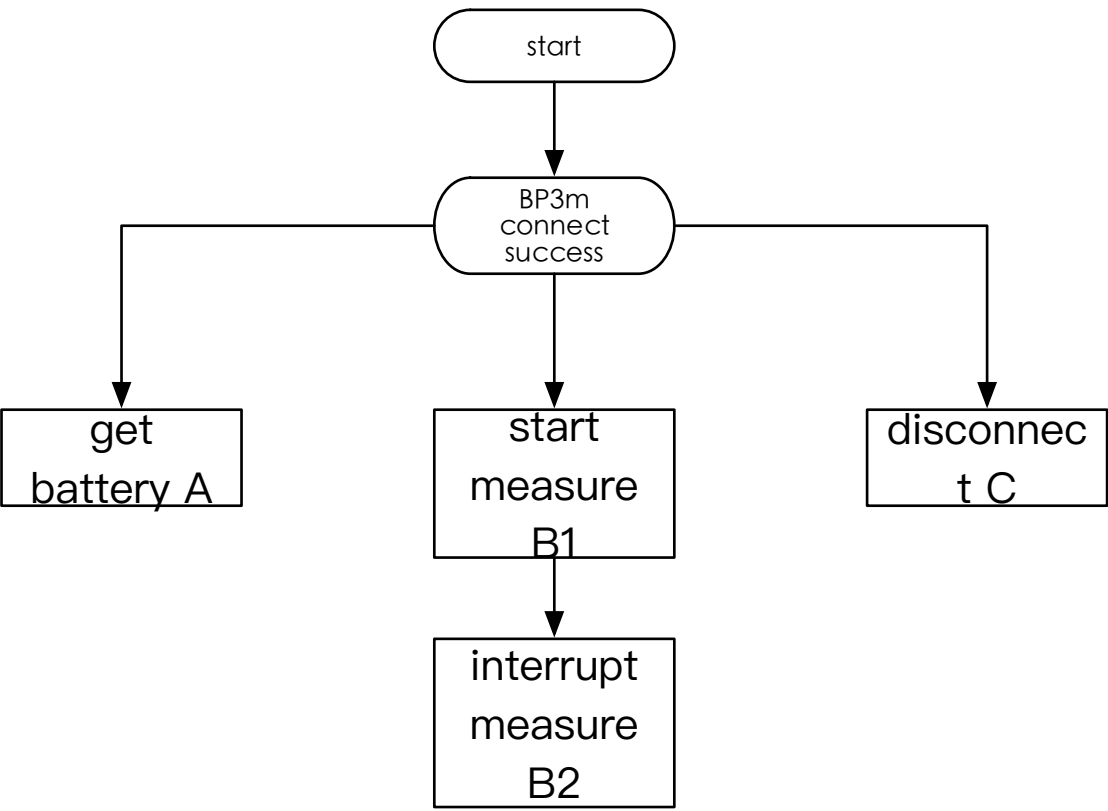 start
BP3m
connect
success
get
battery A
start
measure
B1
disconnec
t C
interrupt
measure
B2